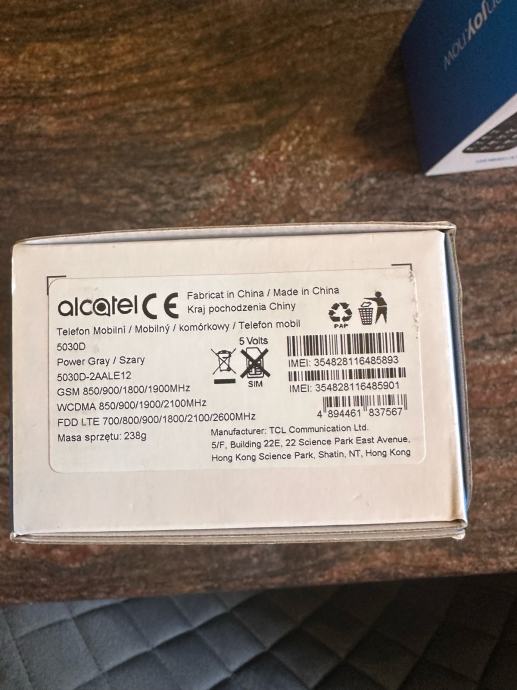 alcatel CE
Fabricat in China / Made in China
Kraj pochodzenia Chiny
PAP
Telefon Mobilni / Mobilný / komórkowy / Telefon mobil
5030D
Power Gray / Szary
5030D-2AALE12
GSM 850/900/1800/1900MHz
WCDMA 850/900/1900/2100MHz
FDD LTE 700/800/900/1800/2100/2600MHz
Masa sprzętu: 238g
5 Volts
SIM
IMEI: 354828116485893
IMEI: 354828116485901
4 894461 837567
Manufacturer: TCL Communication Ltd.
5/F, Building 22E, 22 Science Park East Avenue,
Hong Kong Science Park, Shatin, NT, Hong Kong